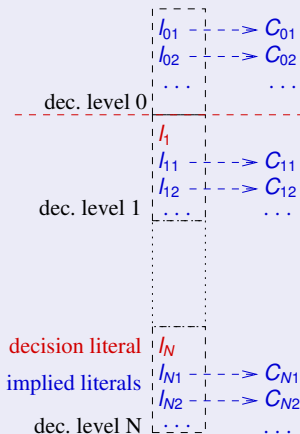 l01 C01
l02 C02
. . . . . .
dec. level 0
l1
l11 C11
l12 C12
dec. level 1 . . . . . .
decision literal lN
implied literals lN1 CN1
lN2 CN2
dec. level N . . . . . .